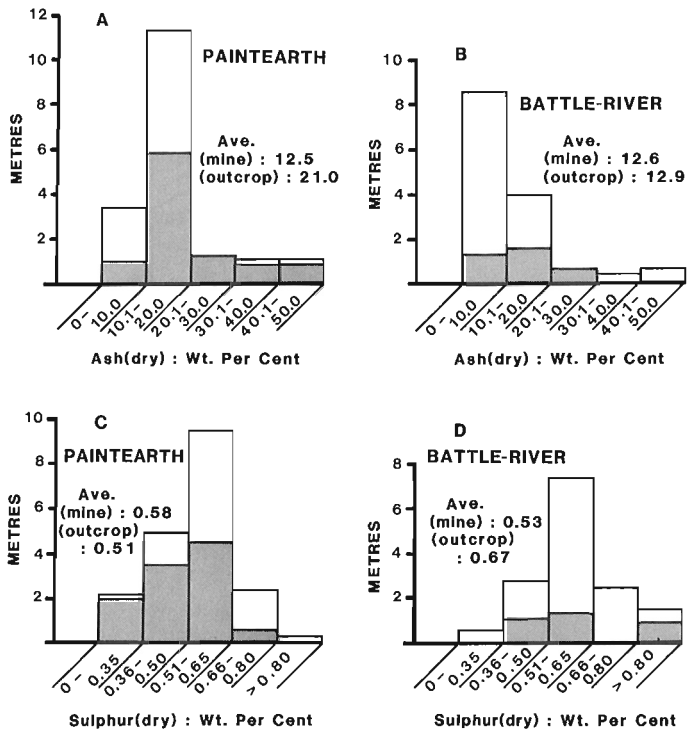 A
PAINTEARTH
Ave.
(mine) : 12.5
(outcrop) : 21.0
METRES
12
10
8
6
4
2
0- 10.0
10.1- 20.0
20.1- 30.0
30.1- 40.0
40.1- 50.0
Ash(dry) : Wt. Per Cent
B
BATTLE-RIVER
Ave.
(mine) : 12.6
(outcrop) : 12.9
METRES
10
8
6
4
2
0- 10.0
10.1- 20.0
20.1- 30.0
30.1- 40.0
40.1- 50.0
Ash(dry) : Wt. Per Cent
C
PAINTEARTH
Ave.
(mine) : 0.58
(outcrop)
: 0.51
METRES
10
8
6
4
2
0- 0.35
0.36- 0.50
0.51- 0.65
0.66- 0.80
> 0.80
Sulphur(dry) : Wt. Per Cent
D
BATTLE-RIVER
Ave.
(mine) : 0.53
(outcrop)
: 0.67
METRES
8
6
4
2
0- 0.35
0.36- 0.50
0.51- 0.65
0.66- 0.80
> 0.80
Sulphur(dry) : Wt. Per Cent